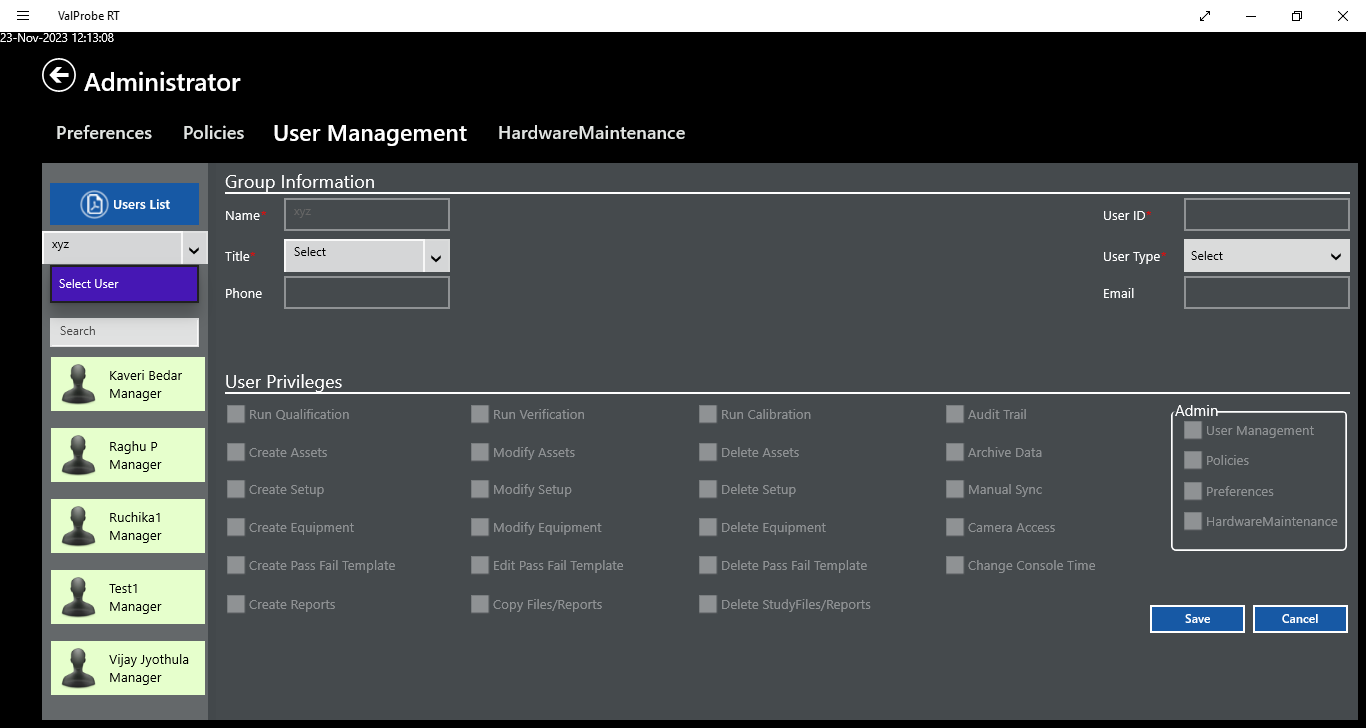 ValProbe RT
23-Nov-2023 12:13:08
Administrator
Preferences Policies User Management HardwareMaintenance
Users List
xyz
Select User
Search
Kaveri Bedar
Manager
Raghu P
Manager
Ruchika1
Manager
Test1
Manager
Vijay Jyothula
Manager
Group Information
Name* xyz User ID*
Title* Select User Type* Select
Phone Email
User Privileges
Run Qualification Run Verification Run Calibration Audit Trail
Create Assets Modify Assets Delete Assets Archive Data
Create Setup Modify Setup Delete Setup Manual Sync
Create Equipment Modify Equipment Delete Equipment Camera Access
Create Pass Fail Template Edit Pass Fail Template Delete Pass Fail Template Change Console Time
Create Reports Copy Files/Reports Delete StudyFiles/Reports
Admin
User Management
Policies
Preferences
HardwareMaintenance
Save Cancel